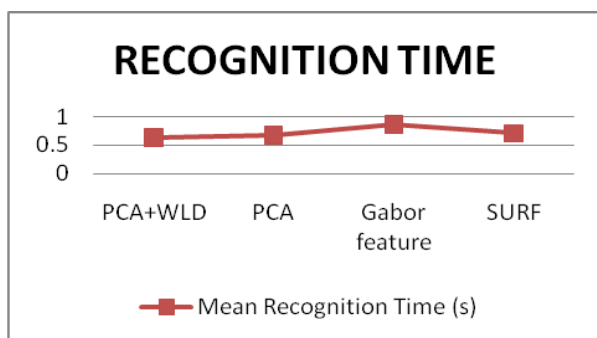 RECOGNITION TIME
1
0.5
0
PCA+WLD PCA Gabor feature SURF
Mean Recognition Time (s)